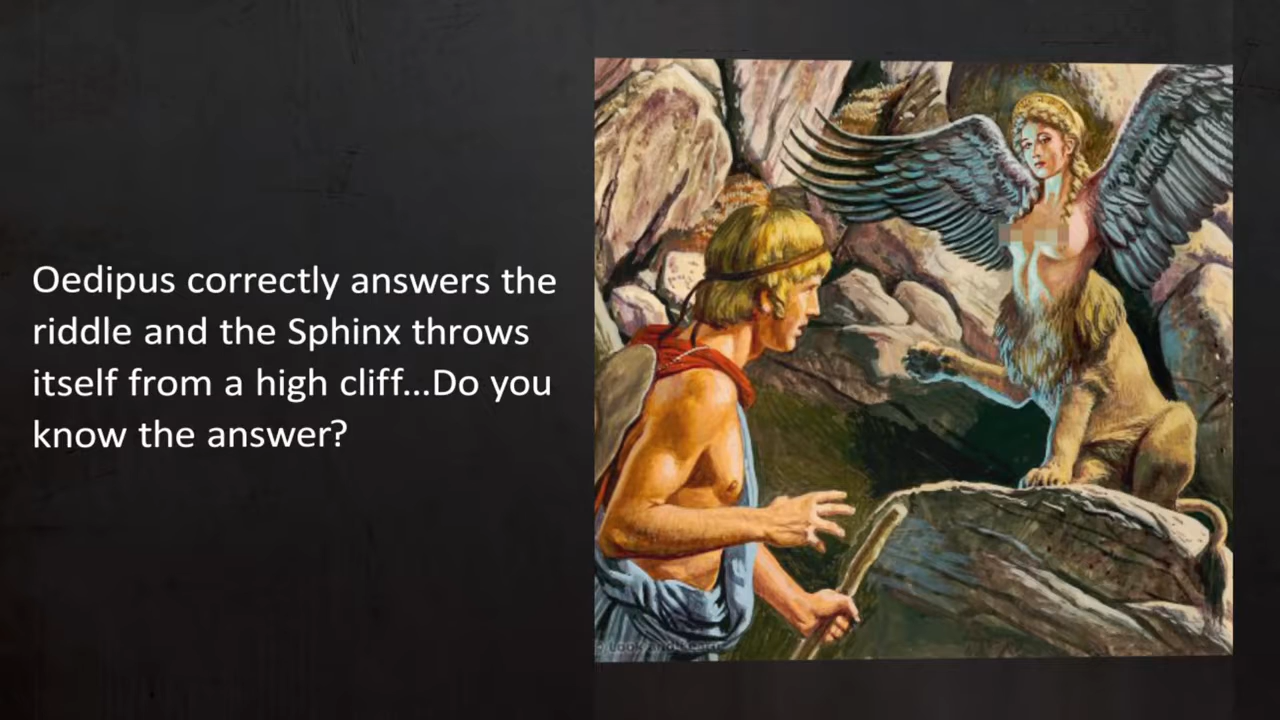 Oedipus correctly answers the
riddle and the Sphinx throws
itself from a high cliff...Do you
know the answer?